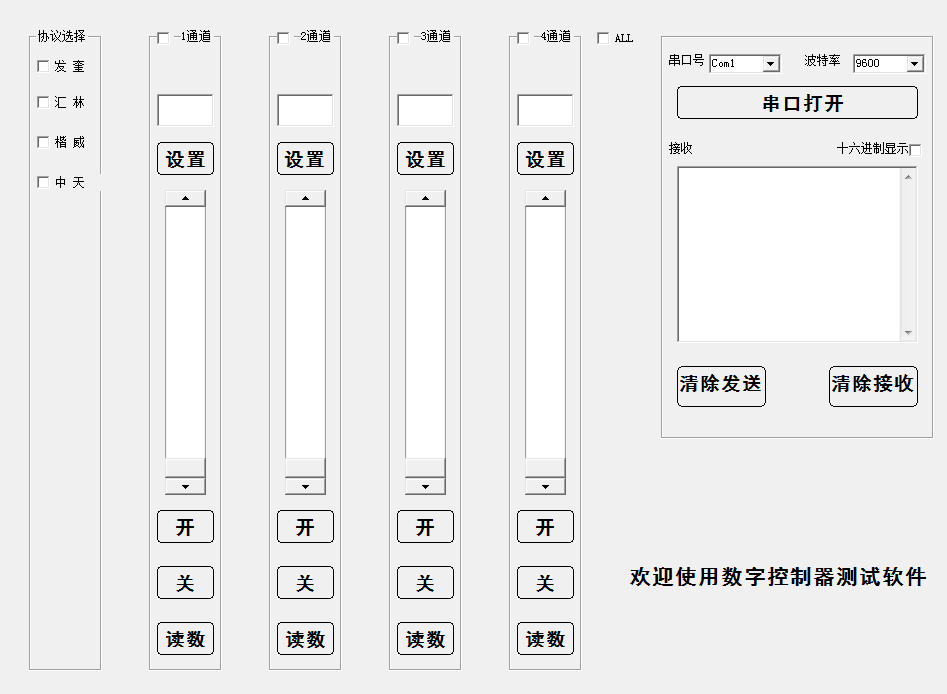 协议选择
发 奎
汇 林
楷 威
中 天
-1通道
设置
开
关
读数
-2通道
设置
开
关
读数
-3通道
设置
开
关
读数
-4通道
设置
开
关
读数
ALL
串口号 Com1 波特率 9600
串口打开
接收 十六进制显示
清除发送 清除接收
欢迎使用数字控制器测试软件